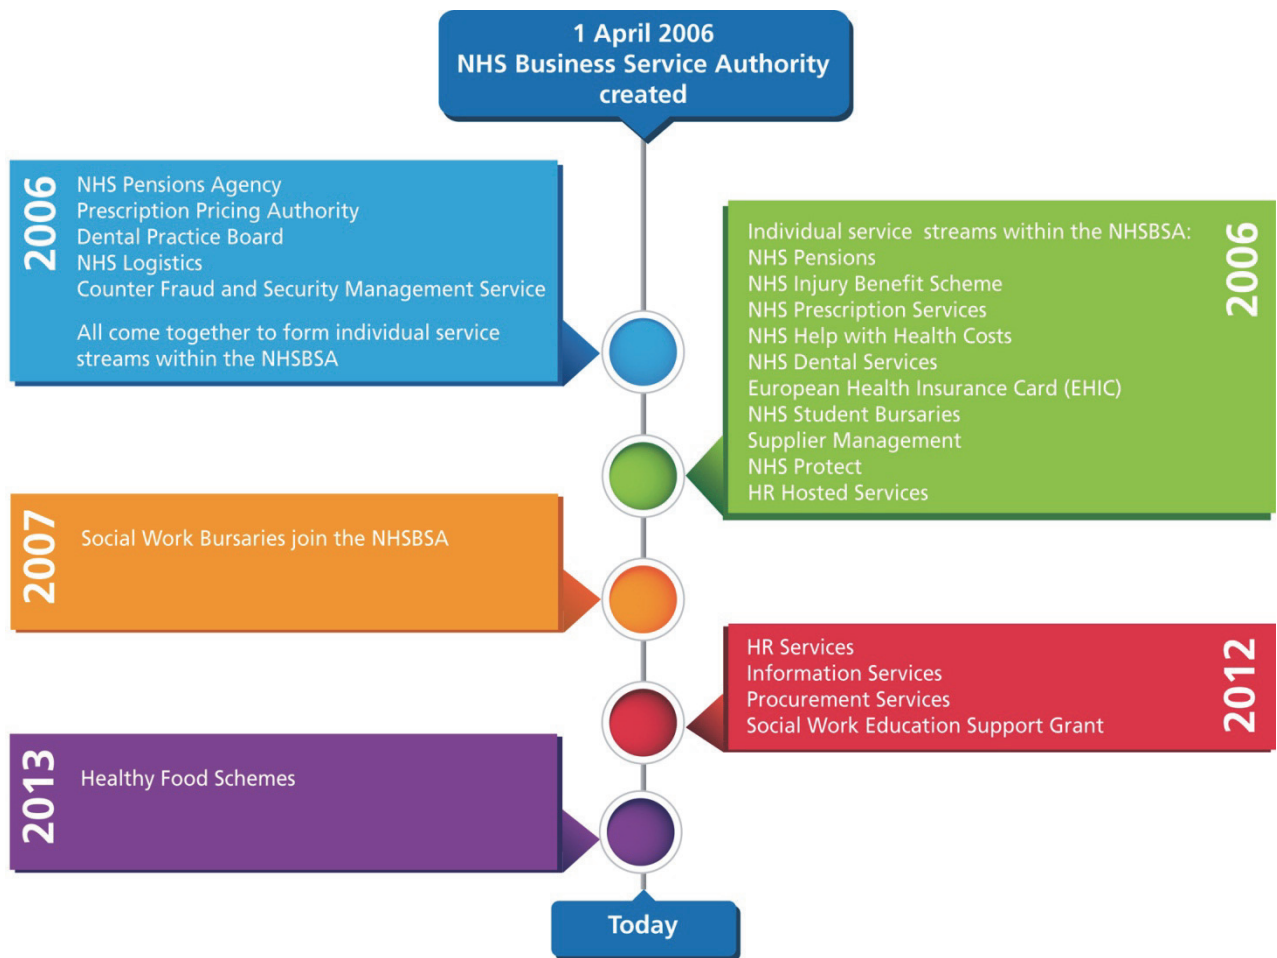 1 April 2006
NHS Business Service Authority
created
2006
NHS Pensions Agency
Prescription Pricing Authority
Dental Practice Board
NHS Logistics
Counter Fraud and Security Management Service
All come together to form individual service
streams within the NHSBSA
2006
Individual service streams within the NHSBSA:
NHS Pensions
NHS Injury Benefit Scheme
NHS Prescription Services
NHS Help with Health Costs
NHS Dental Services
European Health Insurance Card (EHIC)
NHS Student Bursaries
Supplier Management
NHS Protect
HR Hosted Services
2007
Social Work Bursaries join the NHSBSA
2012
HR Services
Information Services
Procurement Services
Social Work Education Support Grant
2013
Healthy Food Schemes
Today